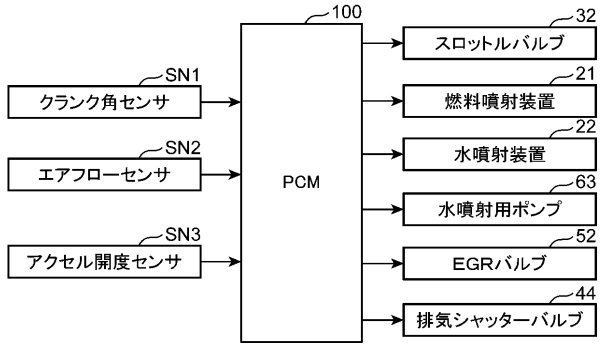 SN1
クランク角センサ
SN2
エアフローセンサ
SN3
アクセル開度センサ
100
PCM
32
スロットルバルブ
21
燃料噴射装置
22
水噴射装置
63
水噴射用ポンプ
52
EGRバルブ
44
排気シャッターバルブ